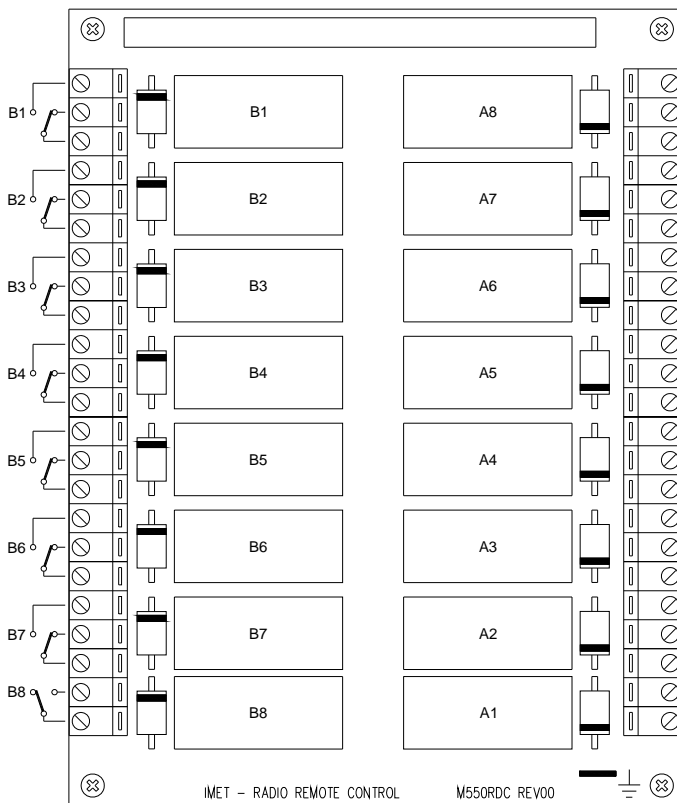 B1 B1 A8
B2 B2 A7
B3 B3 A6
B4 B4 A5
B5 B5 A4
B6 B6 A3
B7 B7 A2
B8 B8 A1
IMET - RADIO REMOTE CONTROL M550RDC REV00